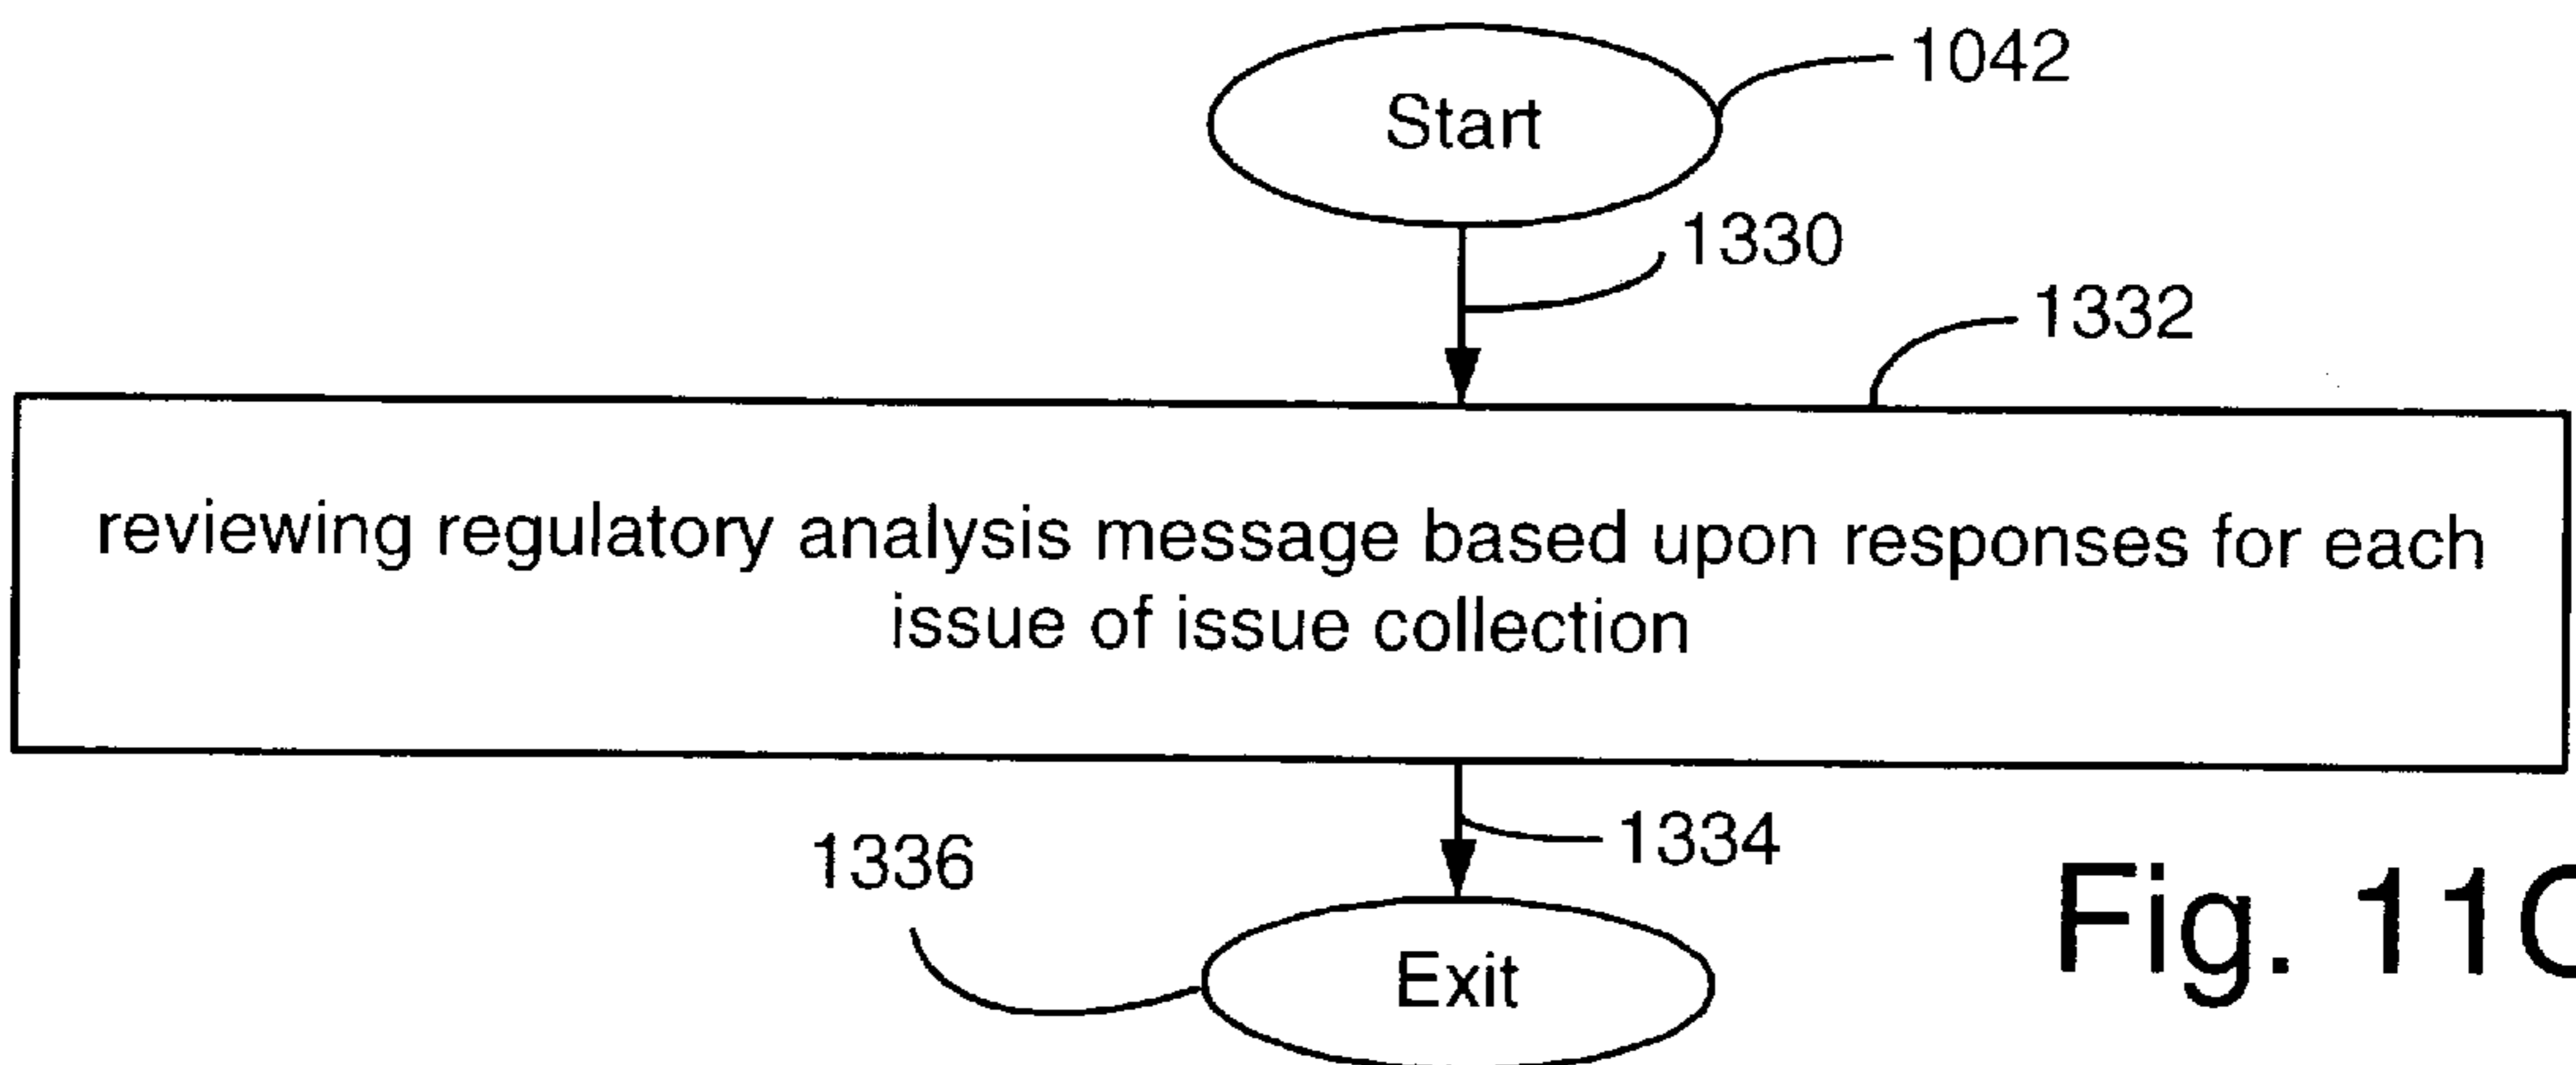 Start
1042
1330
1332
reviewing regulatory analysis message based upon responses for each
issue of issue collection
1334
1336
Exit
Fig. 11C